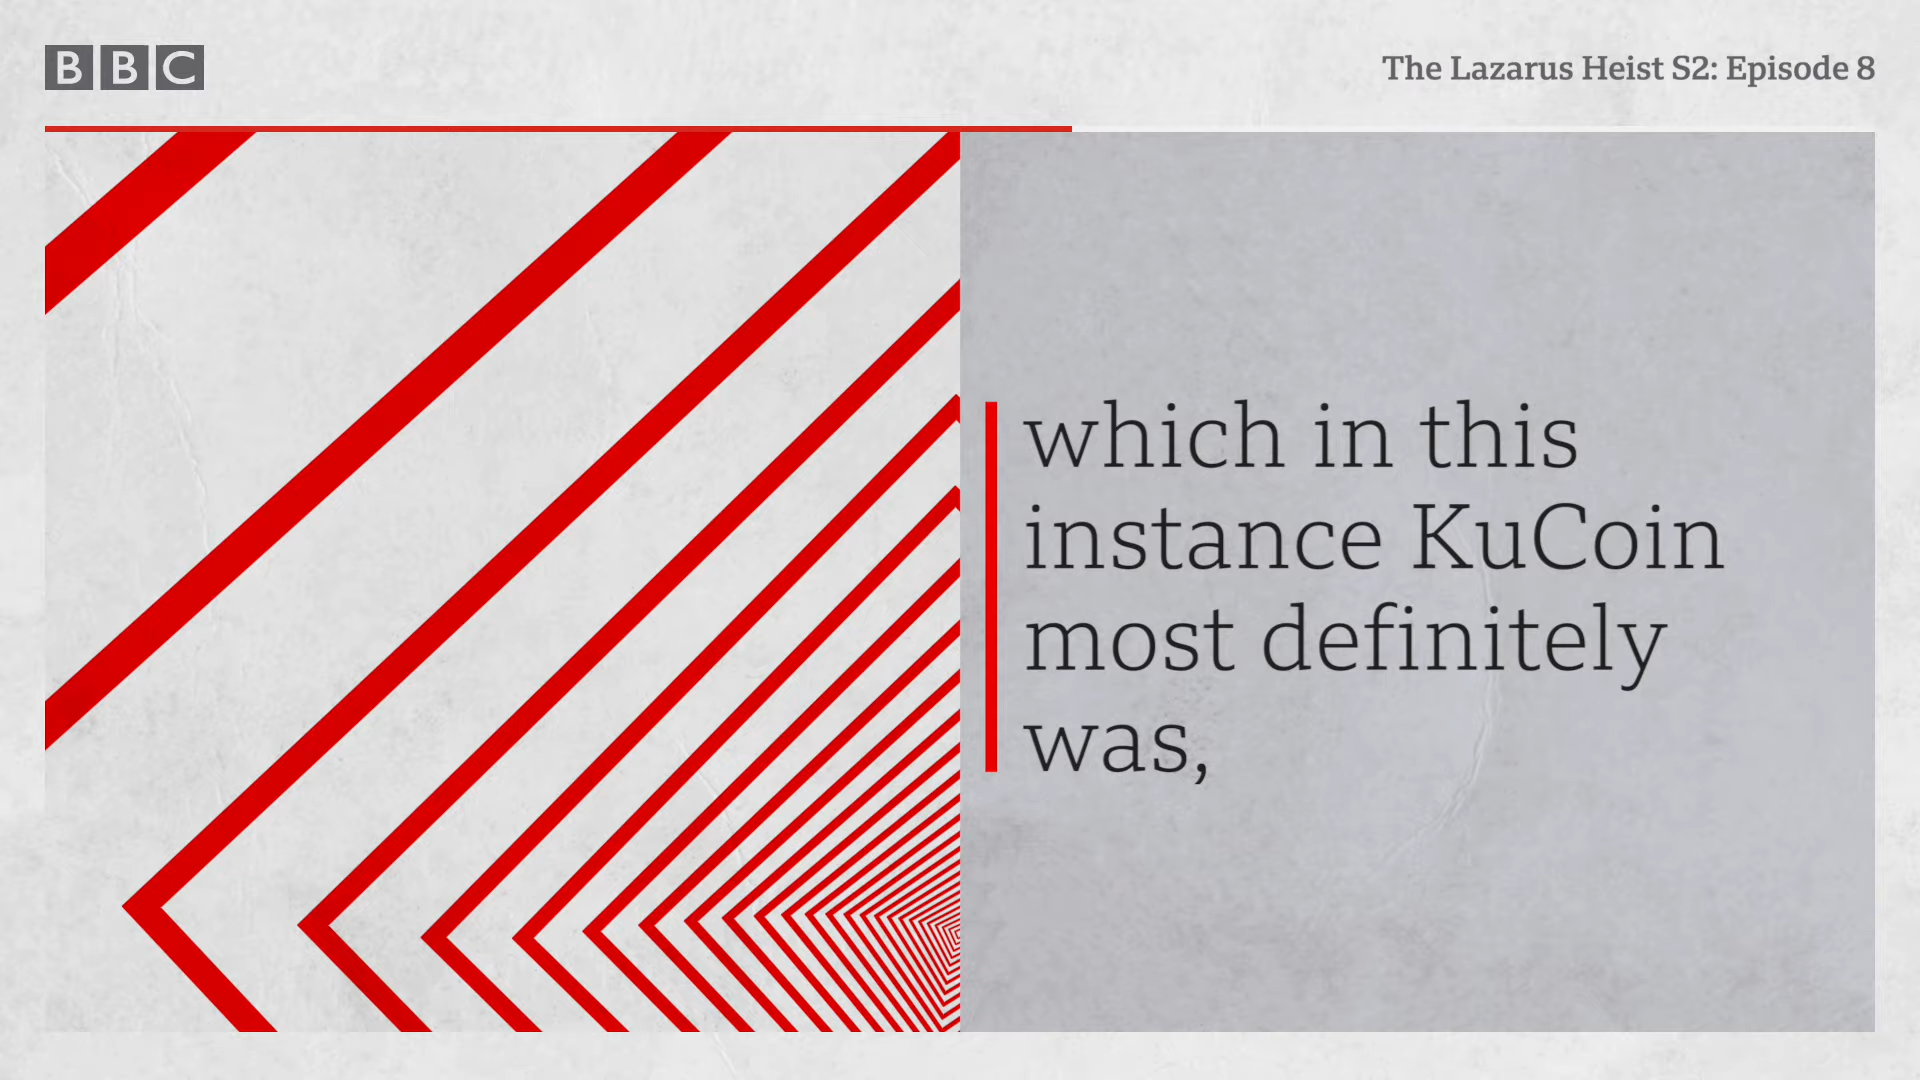 BBC
The Lazarus Heist S2: Episode 8
which in this
instance KuCoin
most definitely
was,